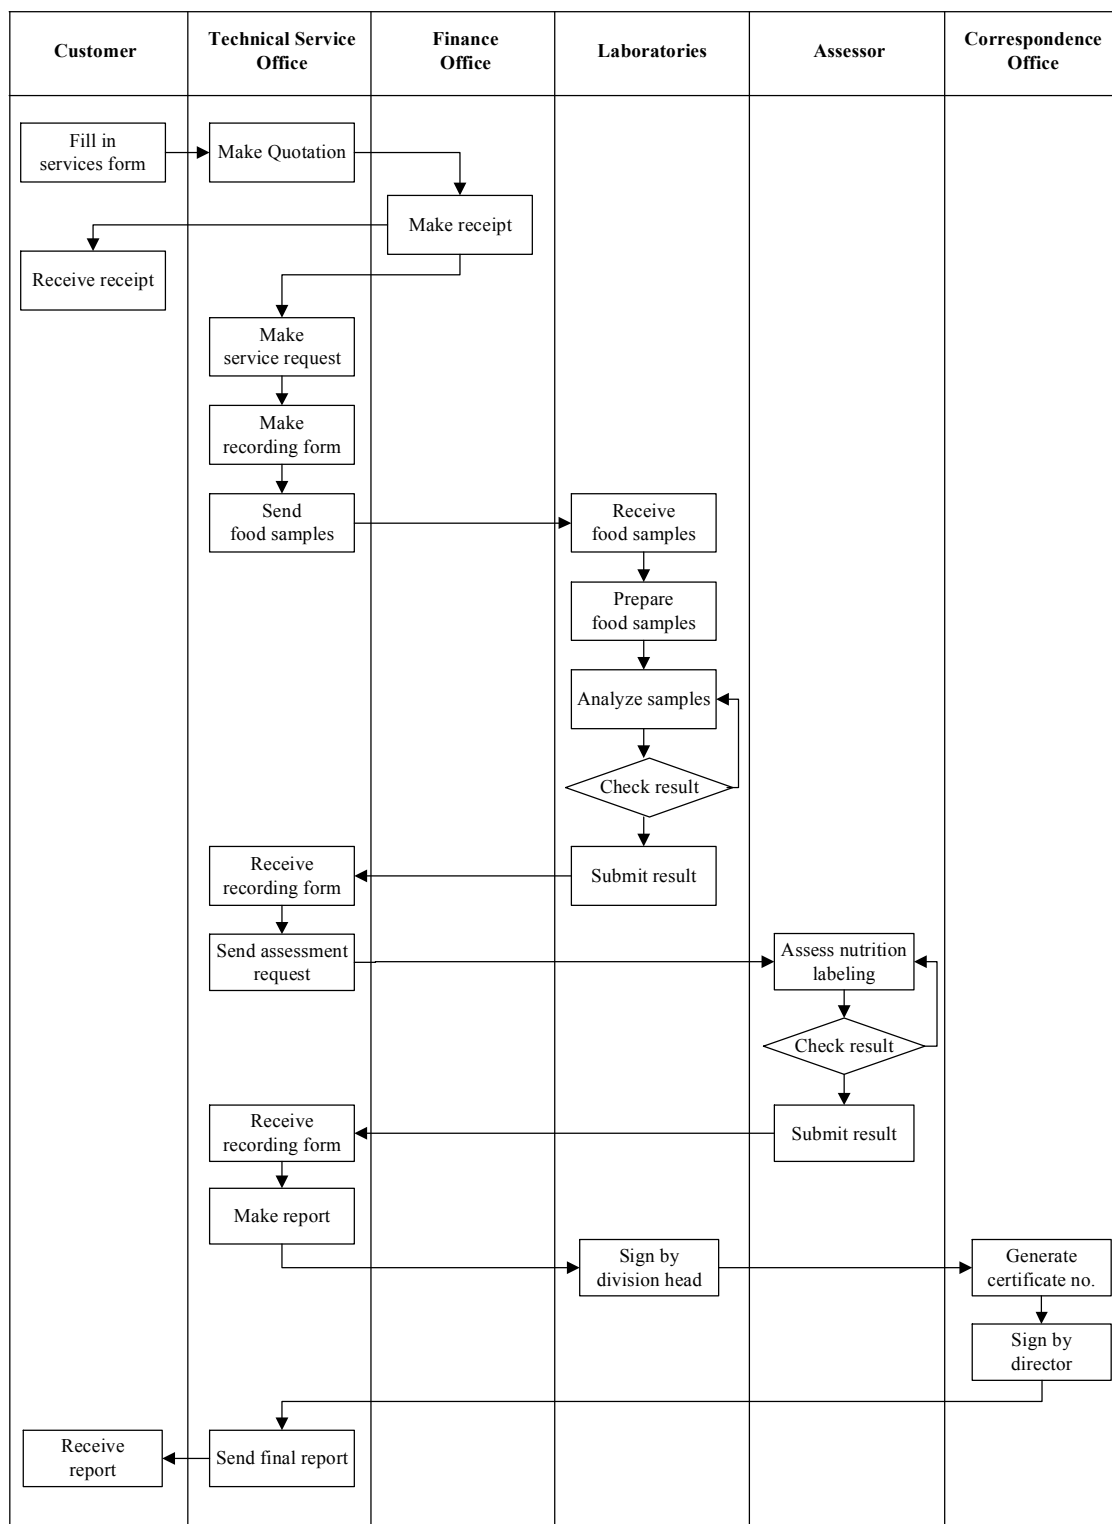 Customer
Technical Service
Office
Finance
Office
Laboratories
Assessor
Correspondence
Office
Fill in
services form
Make Quotation
Make receipt
Receive receipt
Make
service request
Make
recording form
Send
food samples
Receive
food samples
Prepare
food samples
Analyze samples
Check result
Receive
recording form
Submit result
Send assessment
request
Assess nutrition
labeling
Check result
Receive
recording form
Submit result
Make report
Sign by
division head
Generate
certificate no.
Sign by
director
Receive
report
Send final report